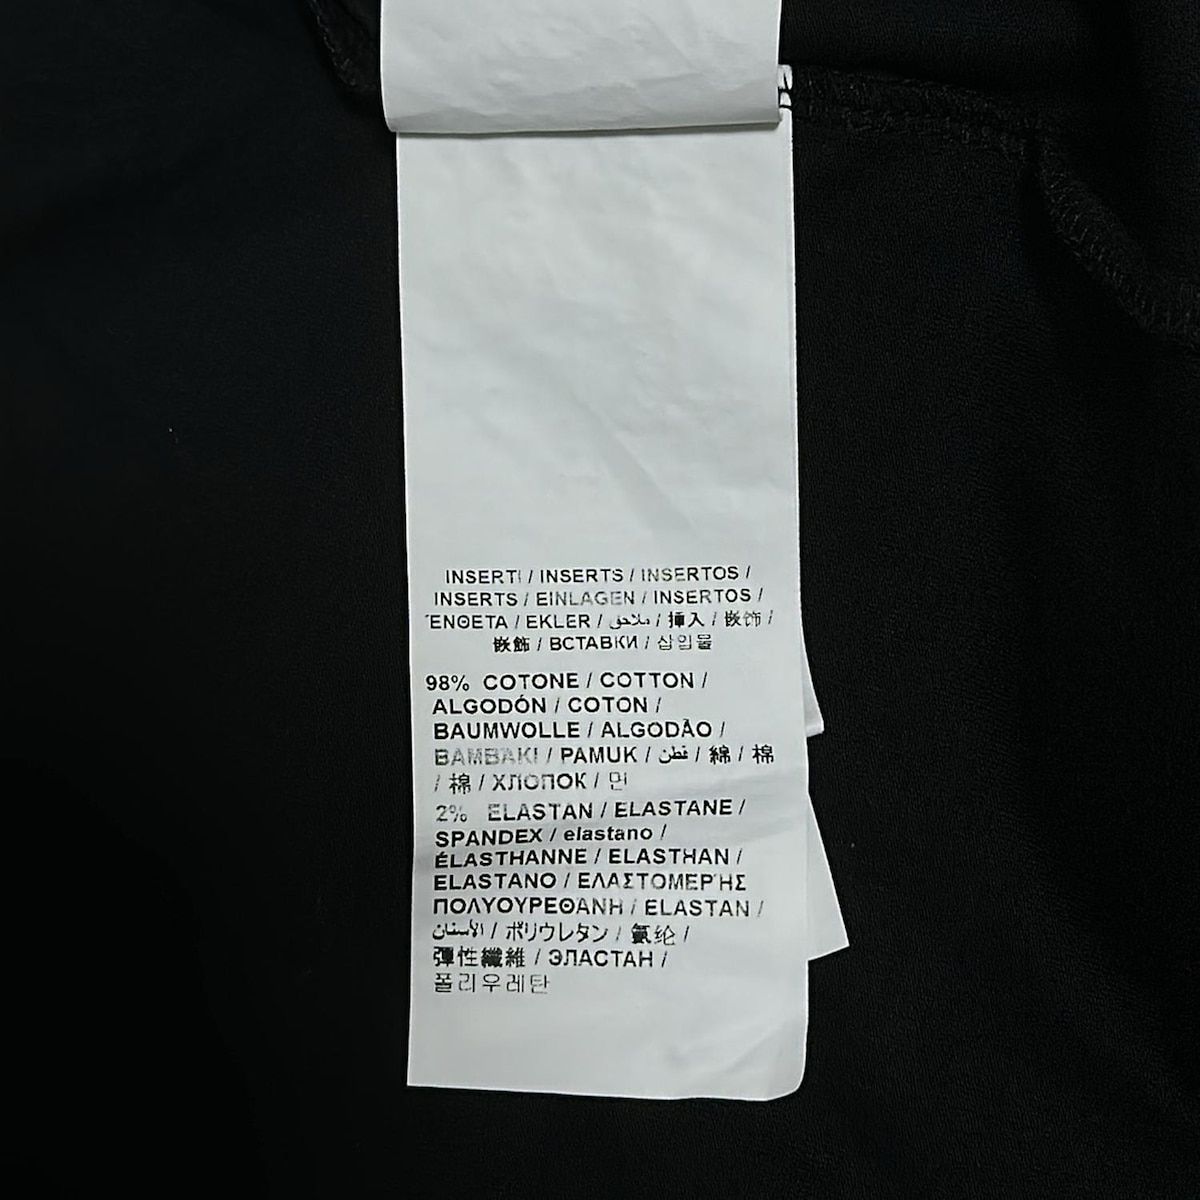 INSERTI / INSERTS / INSERTOS /
INSERTS / EINLAGEN / INSERTOS /
ΈΝΘΕΤΑ / EKLER / ملاحق / 挿入 / 嵌饰 /
嵌飾 / ВСТАВКИ / 삽입물
98% COTONE / COTTON /
ALGODÓN / COTON /
BAUMWOLLE / ALGODÃO /
ΒΑΜΒΑΚΙ / PAMUK / قطن / 綿 / 棉
/ 棉 / ХЛОПОК / 면
2% ELASTAN / ELASTANE /
SPANDEX / elastano /
ÉLASTHANNE / ELASTHAN /
ELASTANO / ΕΛΑΣΤΟΜΕΡΉΣ
ΠΟΛΥΟΥΡΕΘΑΝΗ / ELASTAN /
الأستان / ポリウレタン / 氨纶 /
彈性纖維 / ЭЛАСТАН /
폴리우레탄